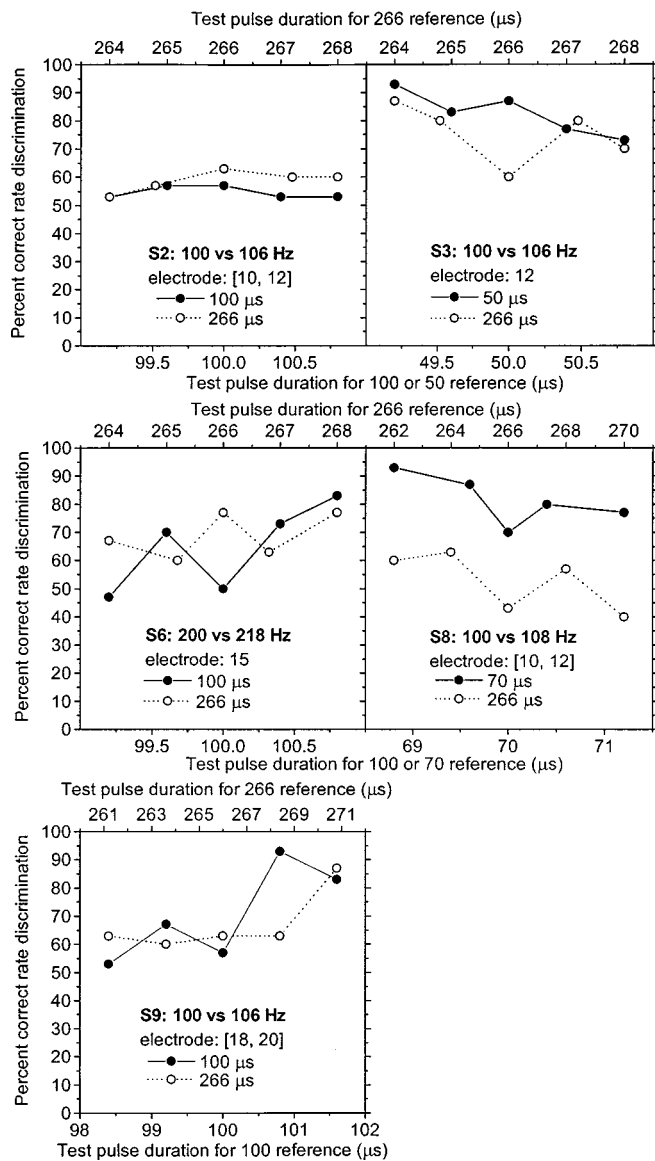 Test pulse duration for 266 reference (μs)
264 265 266 267 268 264 265 266 267 268
Percent correct rate discrimination
100
90
80
70
60
50
40
30
20
10
0
S2: 100 vs 106 Hz
electrode: [10, 12]
100 μs
266 μs
S3: 100 vs 106 Hz
electrode: 12
50 μs
266 μs
99.5 100.0 100.5 49.5 50.0 50.5
Test pulse duration for 100 or 50 reference (μs)
Test pulse duration for 266 reference (μs)
264 265 266 267 268 262 264 266 268 270
Percent correct rate discrimination
100
90
80
70
60
50
40
30
20
10
0
S6: 200 vs 218 Hz
electrode: 15
100 μs
266 μs
S8: 100 vs 108 Hz
electrode: [10, 12]
70 μs
266 μs
99.5 100.0 100.5 69 70 71
Test pulse duration for 100 or 70 reference (μs)
Test pulse duration for 266 reference (μs)
261 263 265 267 269 271
Percent correct rate discrimination
100
90
80
70
60
50
40
30
20
10
0
S9: 100 vs 106 Hz
electrode: [18, 20]
100 μs
266 μs
98 99 100 101 102
Test pulse duration for 100 reference (μs)